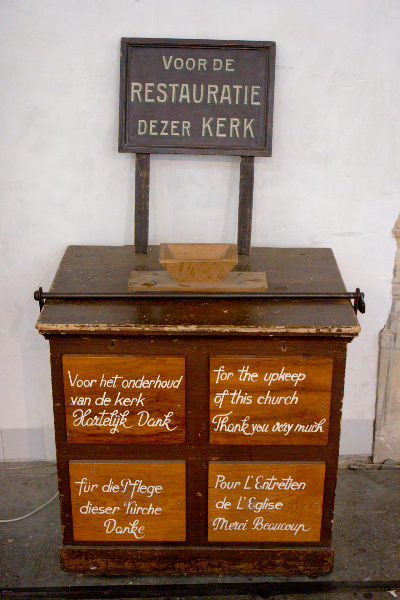 VOOR DE
RESTAURATIE
DEZER KERK
Voor het onderhoud
van de kerk
Hartelijk Dank
for the upkeep
of this church
Thank you very much
für die Pflege
dieser Kirche
Danke
Pour L'Entretien
de L'Eglise
Merci Beaucoup